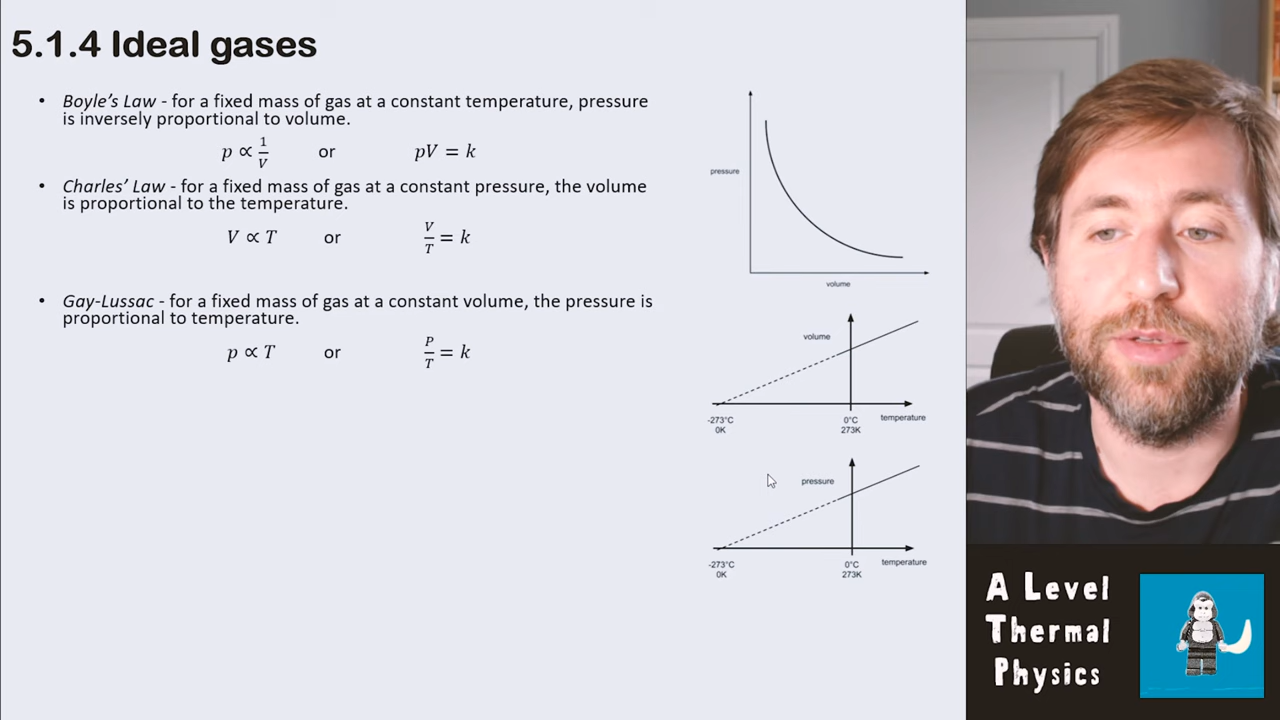 5.1.4 Ideal gases
• Boyle's Law - for a fixed mass of gas at a constant temperature, pressure
is inversely proportional to volume.
p ∝ 1/V or pV = k
• Charles' Law - for a fixed mass of gas at a constant pressure, the volume
is proportional to the temperature.
V ∝ T or V/T = k
• Gay-Lussac - for a fixed mass of gas at a constant volume, the pressure is
proportional to temperature.
p ∝ T or P/T = k
pressure
volume
volume
-273°C 0°C temperature
0K 273K
pressure
-273°C 0°C temperature
0K 273K
A Level
Thermal
Physics